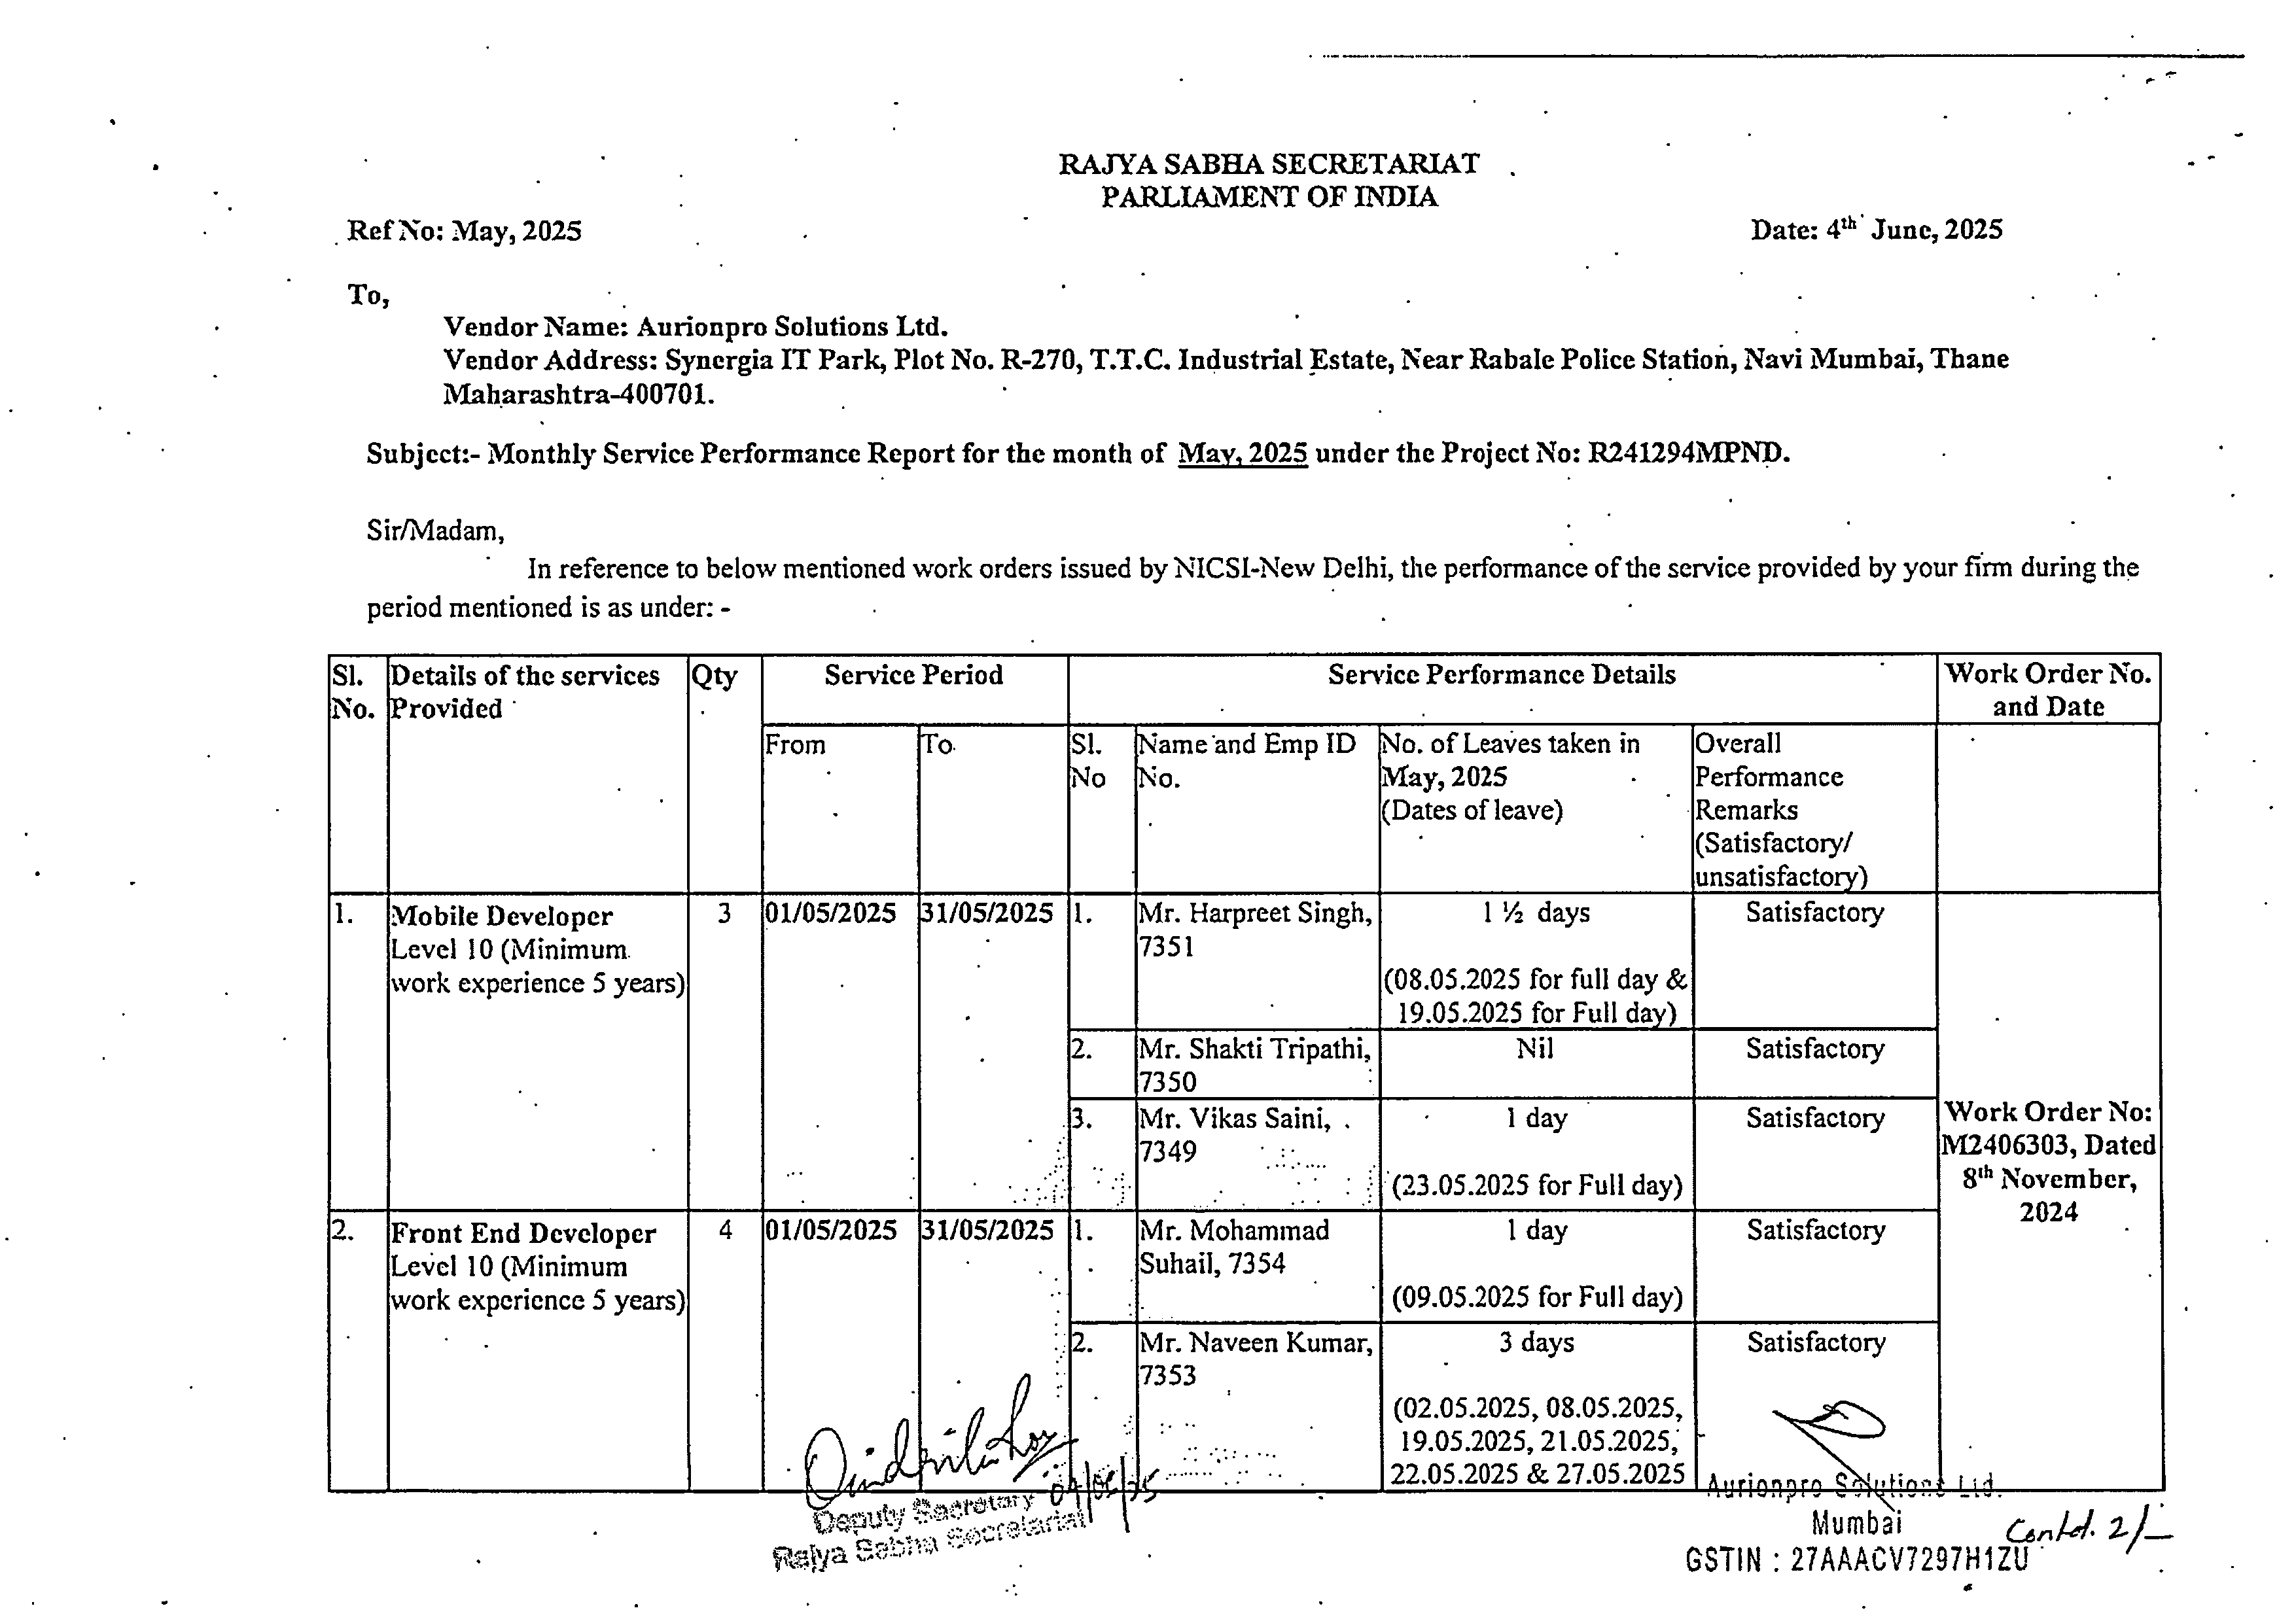 RAJYA SABHA SECRETARIAT
PARLIAMENT OF INDIA
Ref No: May, 2025
Date: 4th June, 2025
To,
Vendor Name: Aurionpro Solutions Ltd.
Vendor Address: Synergia IT Park, Plot No. R-270, T.T.C. Industrial Estate, Near Rabale Police Station, Navi Mumbai, Thane
Maharashtra-400701.
Subject:- Monthly Service Performance Report for the month of May, 2025 under the Project No: R241294MPND.
Sir/Madam,
In reference to below mentioned work orders issued by NICSI-New Delhi, the performance of the service provided by your firm during the
period mentioned is as under: -
Sl. No.
Details of the services Provided
Qty
Service Period
Service Performance Details
Work Order No. and Date
From
To
Sl. No
Name and Emp ID No.
No. of Leaves taken in
May, 2025
(Dates of leave)
Overall
Performance
Remarks
(Satisfactory/
unsatisfactory)
1.
Mobile Developer
Level 10 (Minimum
work experience 5 years)
3
01/05/2025
31/05/2025
1.
Mr. Harpreet Singh,
7351
1 ½ days
(08.05.2025 for full day &
19.05.2025 for Full day)
Satisfactory
2.
Mr. Shakti Tripathi,
7350
Nil
Satisfactory
3.
Mr. Vikas Saini,
7349
1 day
(23.05.2025 for Full day)
Satisfactory
Work Order No:
M2406303, Dated
8th November,
2024
2.
Front End Developer
Level 10 (Minimum
work experience 5 years)
4
01/05/2025
31/05/2025
1.
Mr. Mohammad
Suhail, 7354
1 day
(09.05.2025 for Full day)
Satisfactory
2.
Mr. Naveen Kumar,
7353
3 days
(02.05.2025, 08.05.2025,
19.05.2025, 21.05.2025,
22.05.2025 & 27.05.2025
Satisfactory
04/06/25
Deputy Secretary
Rajya Sabha Secretariat
Aurionpro Solutions Ltd.
Mumbai
GSTIN : 27AAACV7297H1ZU
Contd. 2/-